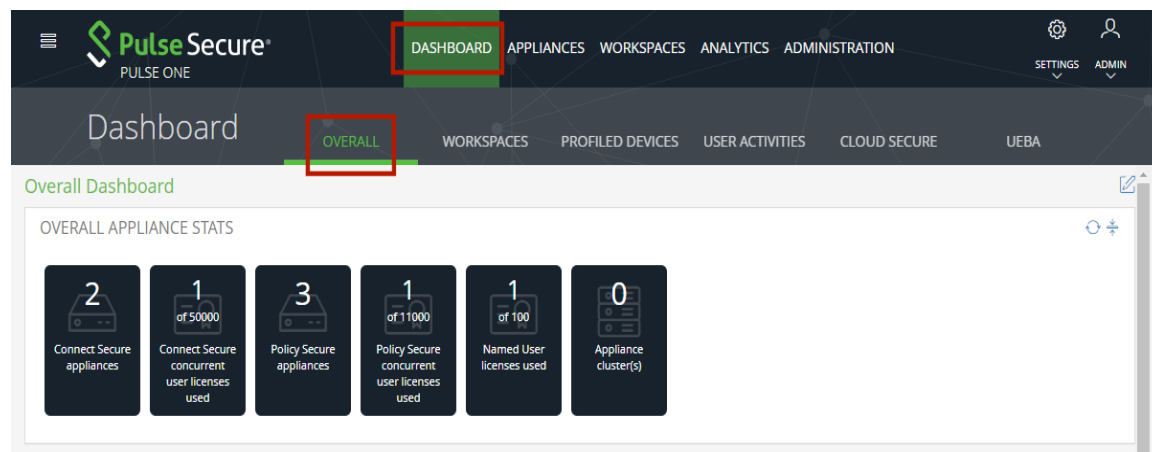 Pulse Secure®
PULSE ONE
DASHBOARD APPLIANCES WORKSPACES ANALYTICS ADMINISTRATION
SETTINGS ADMIN
Dashboard
OVERALL WORKSPACES PROFILED DEVICES USER ACTIVITIES CLOUD SECURE UEBA
Overall Dashboard
OVERALL APPLIANCE STATS
2
Connect Secure
appliances
1
of 50000
Connect Secure
concurrent
user licenses
used
3
Policy Secure
appliances
1
of 11000
Policy Secure
concurrent
user licenses
used
1
of 100
Named User
licenses used
0
Appliance
cluster(s)